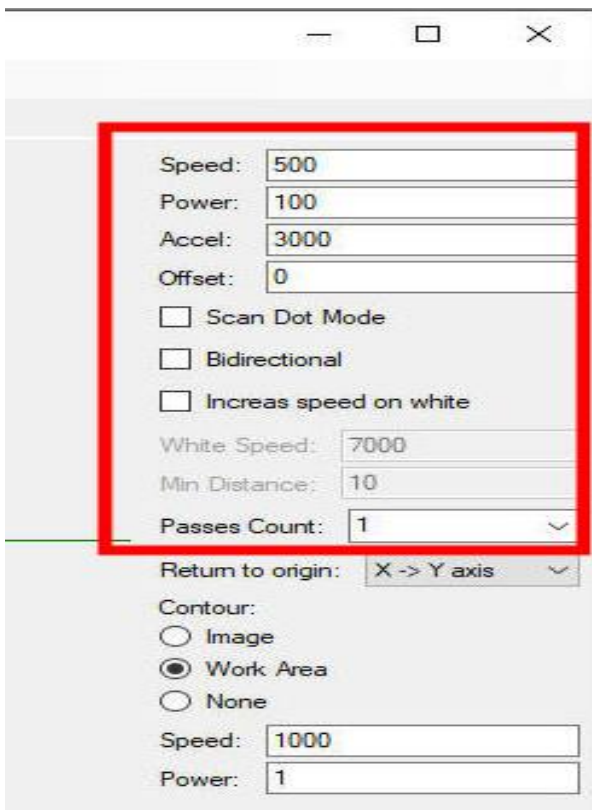 Speed: 500
Power: 100
Accel: 3000
Offset: 0
Scan Dot Mode
Bidirectional
Increas speed on white
White Speed: 7000
Min Distance: 10
Passes Count: 1
Return to origin: X -> Y axis
Contour:
Image
Work Area
None
Speed: 1000
Power: 1